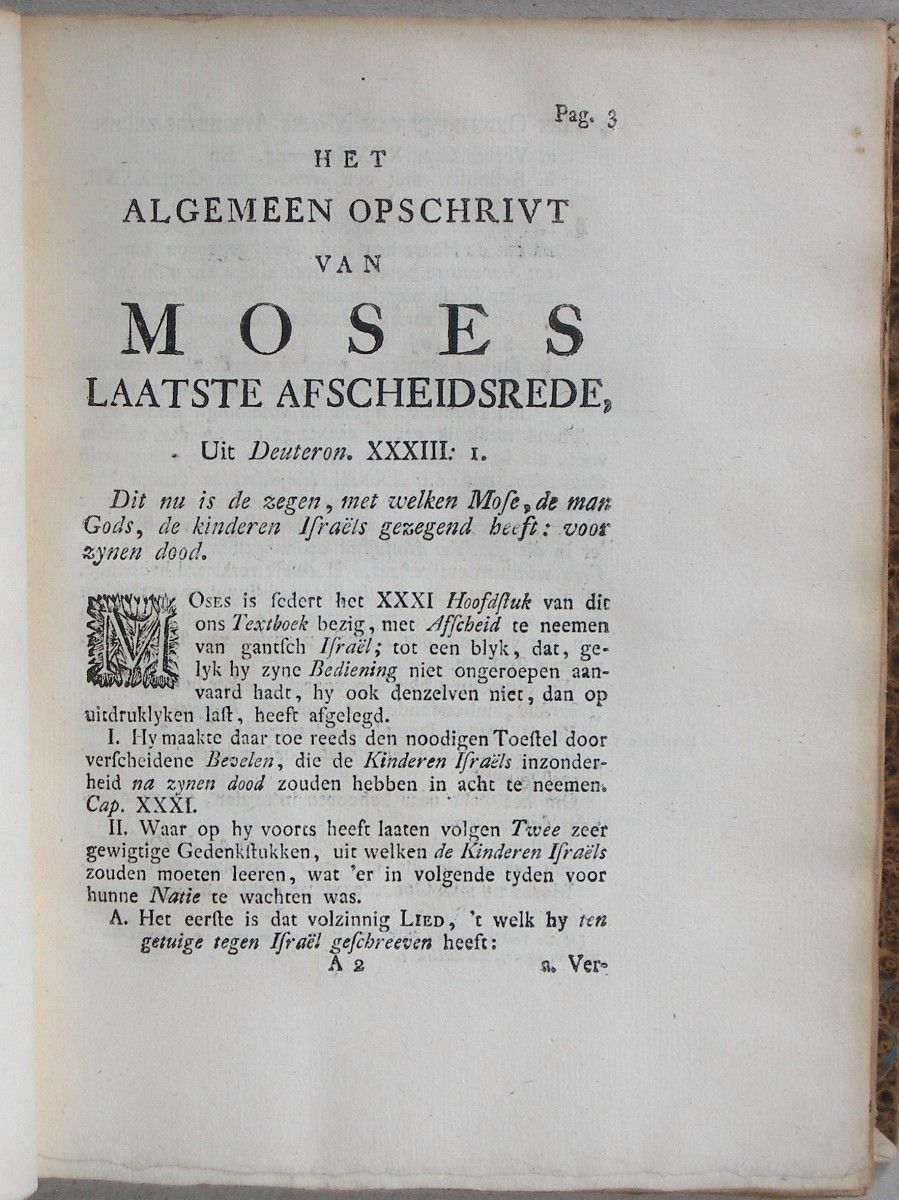 Pag. 3
HET
ALGEMEEN OPSCHRIVT
VAN
MOSES
LAATSTE AFSCHEIDSREDE,
Uit Deuteron. XXXIII: 1.
Dit nu is de zegen, met welken Moſe, de man
Gods, de kinderen Iſraëls gezegend heeft: voor
zynen dood.
MOSES is ſedert het XXXI Hoofdſtuk van dit
ons Textboek bezig, met Afſcheid te neemen
van gantſch Iſraël; tot een blyk, dat, ge-
lyk hy zyne Bediening niet ongeroepen aan-
vaard hadt, hy ook denzelven niet, dan op
uitdruklyken laſt, heeft afgelegd.
I. Hy maakte daar toe reeds den noodigen Toeſtel door
verſcheidene Bevelen, die de Kinderen Iſraëls inzonder-
heid na zynen dood zouden hebben in acht te neemen.
Cap. XXXI.
II. Waar op hy voorts heeft laaten volgen Twee zeer
gewigtige Gedenkſtukken, uit welken de Kinderen Iſraëls
zouden moeten leeren, wat 'er in volgende tyden voor
hunne Natie te wachten was.
A. Het eerſte is dat volzinnig LIED, 't welk hy ten
getuige tegen Iſraël geſchreeven heeft:
A 2 a. Ver-